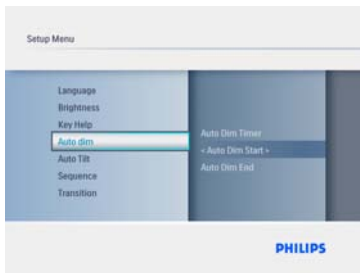 Setup Menu
Language
Brightness
Key Help
Auto dim
Auto Tilt
Sequence
Transition
Auto Dim Timer
< Auto Dim Start >
Auto Dim End
PHILIPS